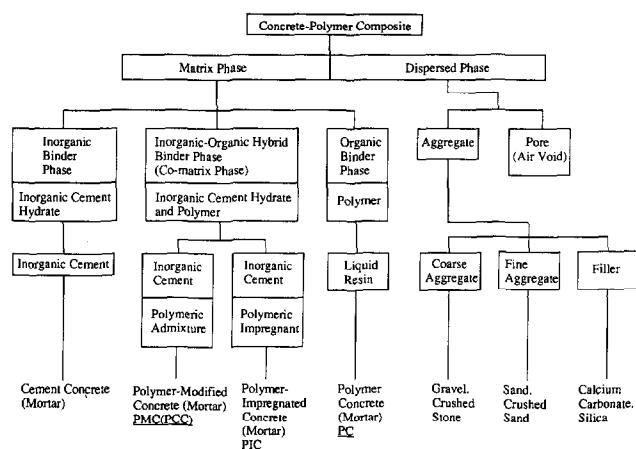 Concrete-Polymer Composite
Matrix Phase
Dispersed Phase
Inorganic
Binder
Phase
Inorganic Cement
Hydrate
Inorganic-Organic Hybrid
Binder Phase
(Co-matrix Phase)
Inorganic Cement Hydrate
and Polymer
Organic
Binder
Phase
Polymer
Aggregate
Pore
(Air Void)
Inorganic Cement
Inorganic
Cement
Polymeric
Admixture
Inorganic
Cement
Polymeric
Impregnant
Liquid
Resin
Coarse
Aggregate
Fine
Aggregate
Filler
Cement Concrete
(Mortar)
Polymer-Modified
Concrete (Mortar)
PMC(PCC)
Polymer-
Impregnated
Concrete
(Mortar)
PIC
Polymer
Concrete
(Mortar)
PC
Gravel.
Crushed
Stone
Sand.
Crushed
Sand
Calcium
Carbonate.
Silica